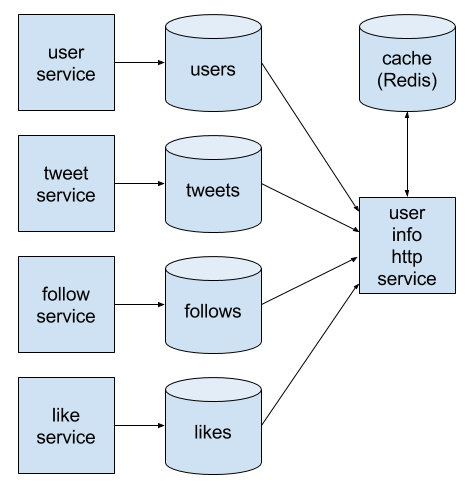 user
service
users
cache
(Redis)
tweet
service
tweets
user
info
http
service
follow
service
follows
like
service
likes